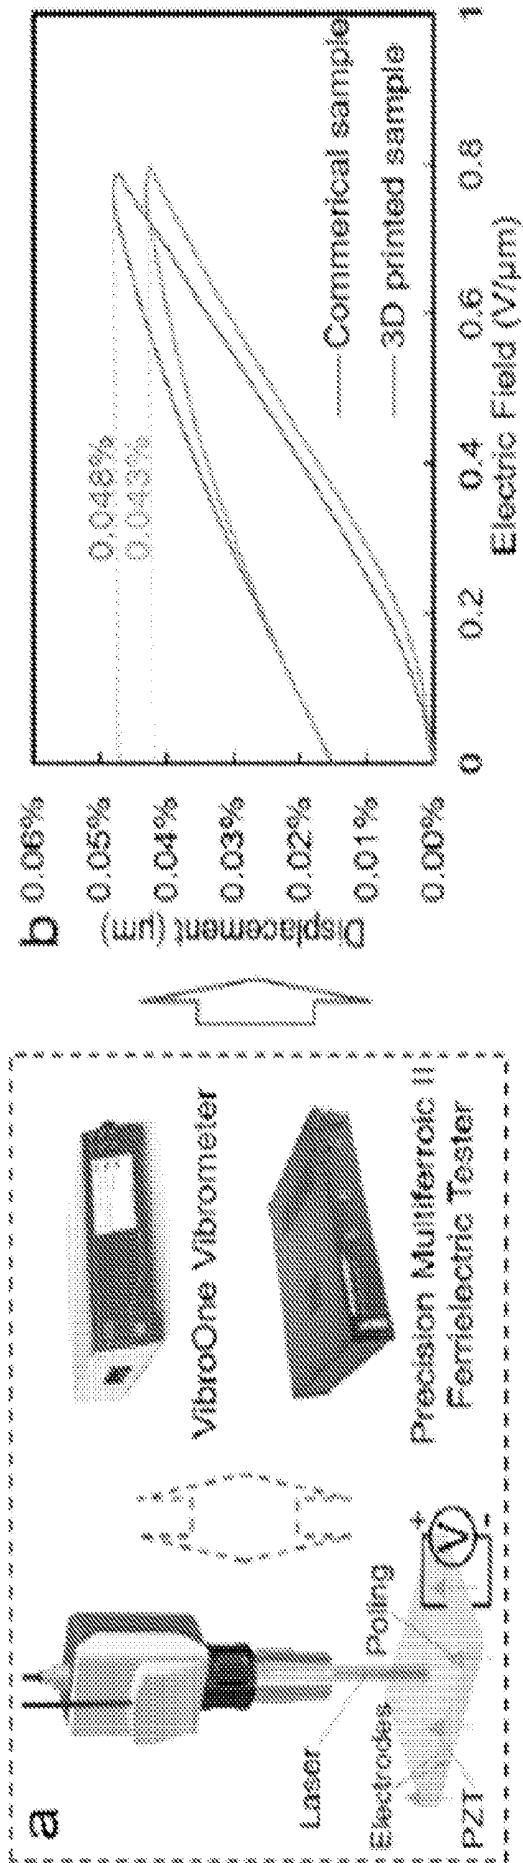 a
Laser
Electrodes
PZT
Poling
+
V
-
VibroOne Vibrometer
Precision Multiferroic II
Ferrielectric Tester
b
Displacement (μm)
0.06%
0.05%
0.04%
0.03%
0.02%
0.01%
0.00%
0.048%
0.043%
Commerical sample
3D printed sample
0
0.2
0.4
0.6
0.8
1
Electric Field (V/μm)